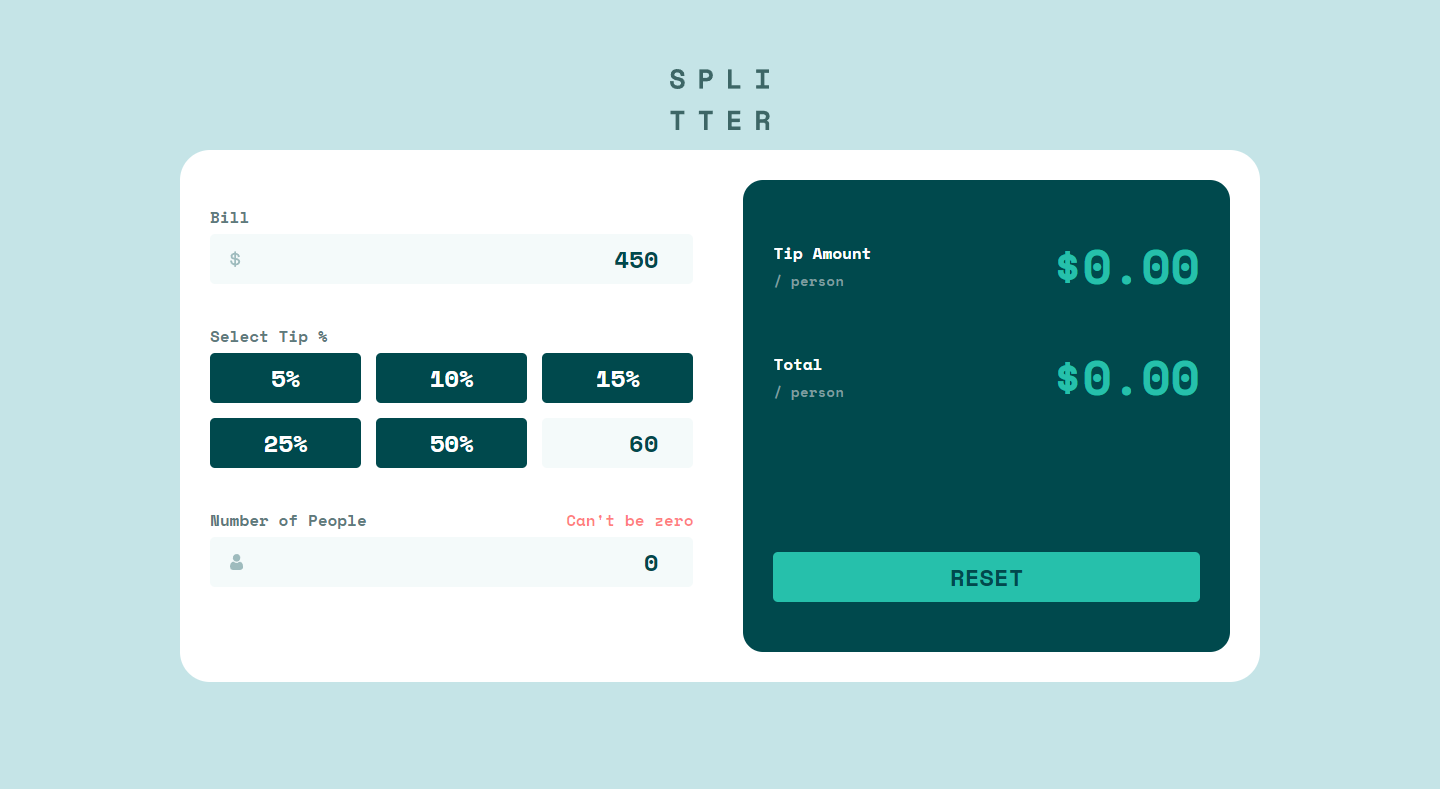 SPLI
TTER
Bill
$ 450
Select Tip %
5% 10% 15%
25% 50% 60
Number of People Can't be zero
0
Tip Amount
/ person
$0.00
Total
/ person
$0.00
RESET